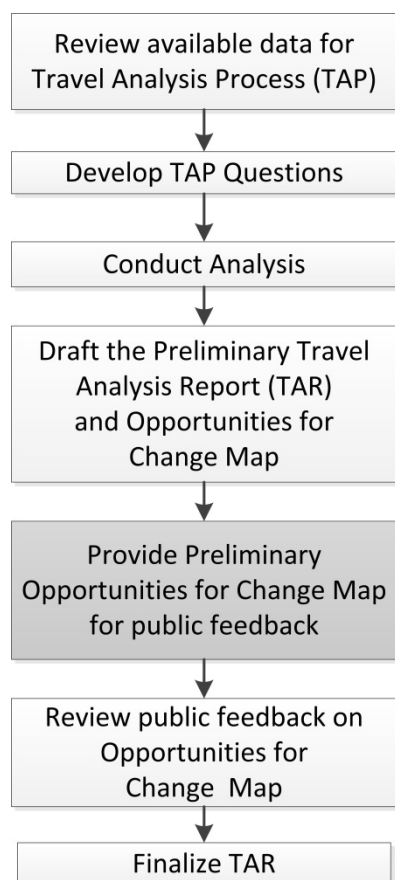 Review available data for
Travel Analysis Process (TAP)
Develop TAP Questions
Conduct Analysis
Draft the Preliminary Travel
Analysis Report (TAR)
and Opportunities for
Change Map
Provide Preliminary
Opportunities for Change Map
for public feedback
Review public feedback on
Opportunities for
Change Map
Finalize TAR